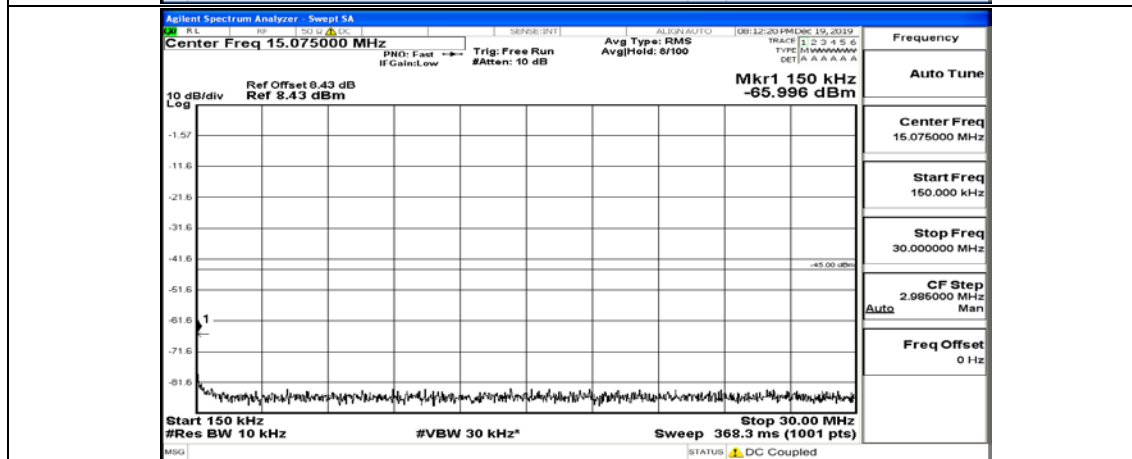 Agilent Spectrum Analyzer - Swept SA
RL RF 50 Ω DC SENSE:INT ALIGN AUTO 08:12:20 PM Dec 19, 2019
Center Freq 15.075000 MHz
PNO: Fast
IFGain:Low
Trig: Free Run
#Atten: 10 dB
Avg Type: RMS
Avg|Hold: 8/100
TRACE 1 2 3 4 5 6
TYPE MWWWWW
DET A A A A A A
Ref Offset 8.43 dB
10 dB/div Ref 8.43 dBm
Log
Mkr1 150 kHz
-65.996 dBm
-1.57
-11.6
-21.6
-31.6
-41.6
-45.00 dBm
-51.6
-61.6
1
-71.6
-81.6
Start 150 kHz Stop 30.00 MHz
#Res BW 10 kHz #VBW 30 kHz* Sweep 368.3 ms (1001 pts)
MSG STATUS DC Coupled
Frequency
Auto Tune
Center Freq
15.075000 MHz
Start Freq
150.000 kHz
Stop Freq
30.000000 MHz
CF Step
2.985000 MHz
Auto Man
Freq Offset
0 Hz